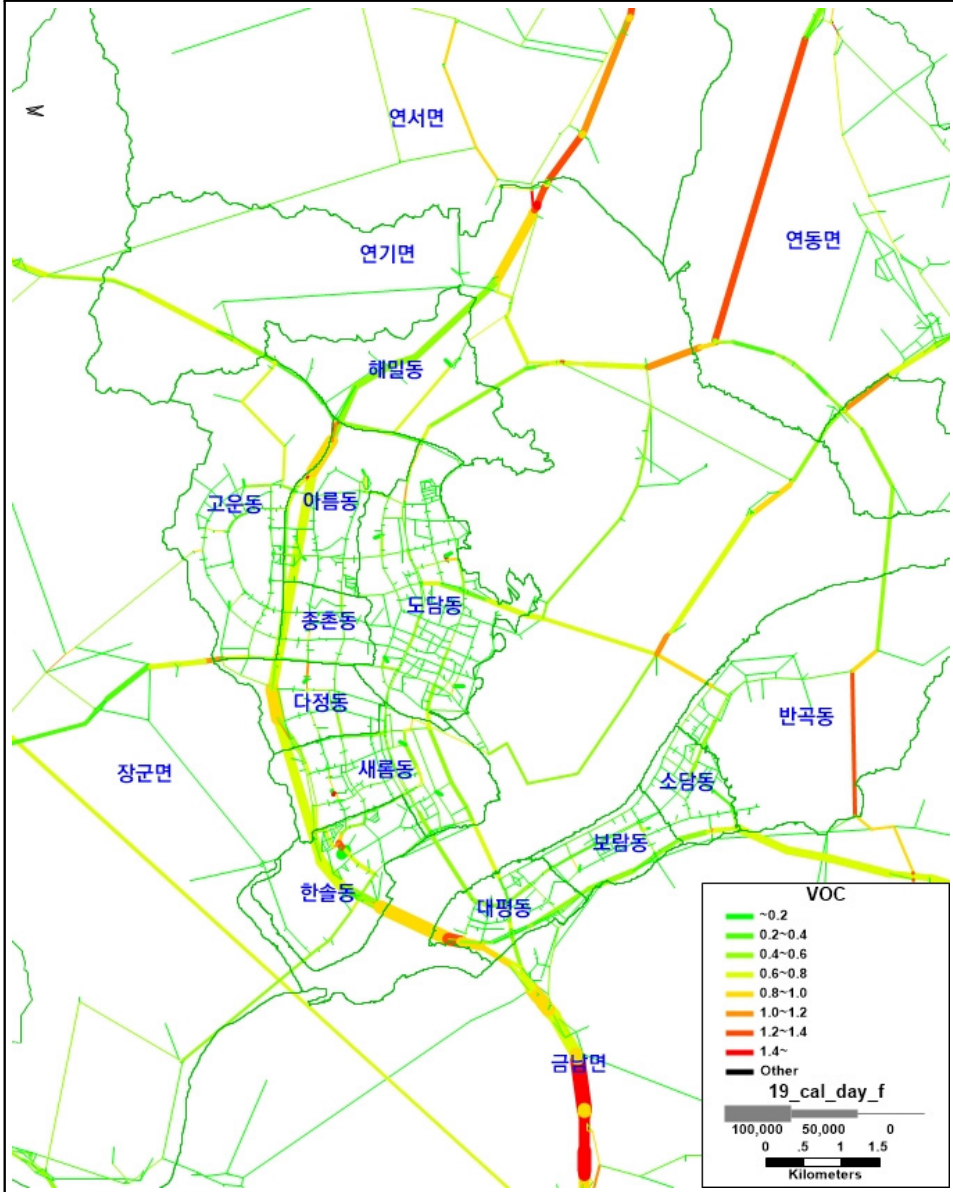 연서면
연기면
연동면
해밀동
고운동
아름동
종촌동
도담동
다정동
반곡동
장군면
새롬동
소담동
보람동
한솔동
대평동
금남면
VOC
~0.2
0.2~0.4
0.4~0.6
0.6~0.8
0.8~1.0
1.0~1.2
1.2~1.4
1.4~
Other
19_cal_day_f
100,000 50,000 0
0 .5 1 1.5
Kilometers